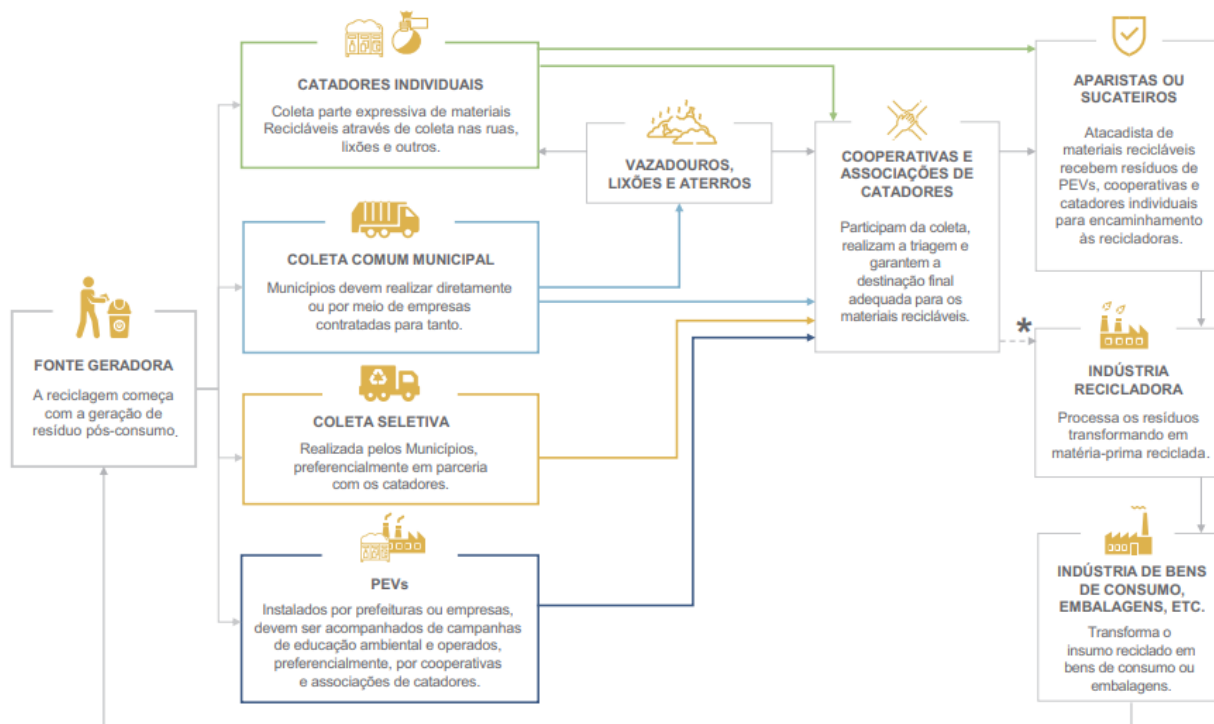 CATADORES INDIVIDUAIS
Coleta parte expressiva de materiais
Recicláveis através de coleta nas ruas,
lixões e outros.
VAZADOUROS,
LIXÕES E ATERROS
COLETA COMUM MUNICIPAL
Municípios devem realizar diretamente
ou por meio de empresas
contratadas para tanto.
FONTE GERADORA
A reciclagem começa
com a geração de
resíduo pós-consumo.
COLETA SELETIVA
Realizada pelos Municípios,
preferencialmente em parceria
com os catadores.
PEVs
Instalados por prefeituras ou empresas,
devem ser acompanhados de campanhas
de educação ambiental e operados,
preferencialmente, por cooperativas
e associações de catadores.
COOPERATIVAS E
ASSOCIAÇÕES DE
CATADORES
Participam da coleta,
realizam a triagem e
garantem a
destinação final
adequada para os
materiais recicláveis.
*
APARISTAS OU
SUCATEIROS
Atacadista de
materiais recicláveis
recebem resíduos de
PEVs, cooperativas e
catadores individuais
para encaminhamento
às recicladoras.
INDÚSTRIA
RECICLADORA
Processa os resíduos
transformando em
matéria-prima reciclada.
INDÚSTRIA DE BENS
DE CONSUMO,
EMBALAGENS, ETC.
Transforma o
insumo reciclado em
bens de consumo ou
embalagens.